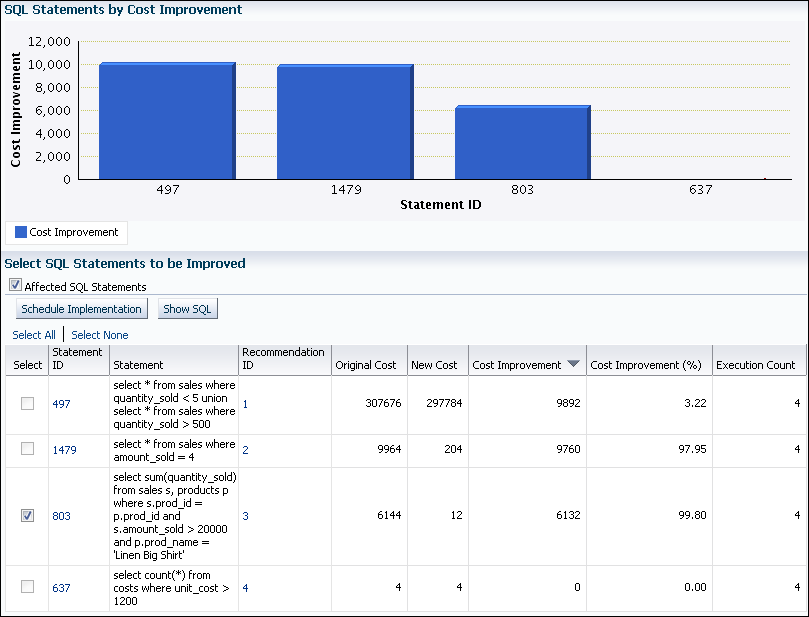 SQL Statements by Cost Improvement
12,000
10,000
8,000
6,000
4,000
2,000
0
Cost Improvement
497 1479 803 637
Statement ID
Cost Improvement
Select SQL Statements to be Improved
Affected SQL Statements
Schedule Implementation Show SQL
Select All Select None
Select Statement ID Statement Recommendation ID Original Cost New Cost Cost Improvement Cost Improvement (%) Execution Count
select * from sales where
quantity_sold < 5 union
497 1 307676 297784 9892 3.22 4
select * from sales where
quantity_sold > 500
select * from sales where
1479 2 9964 204 9760 97.95 4
amount_sold = 4
select sum(quantity_sold)
from sales s, products p
where s.prod_id =
803 p.prod_id and 3 6144 12 6132 99.80 4
s.amount_sold > 20000
and p.prod_name =
'Linen Big Shirt'
select count(*) from
637 costs where unit_cost > 4 4 4 0 0.00 4
1200